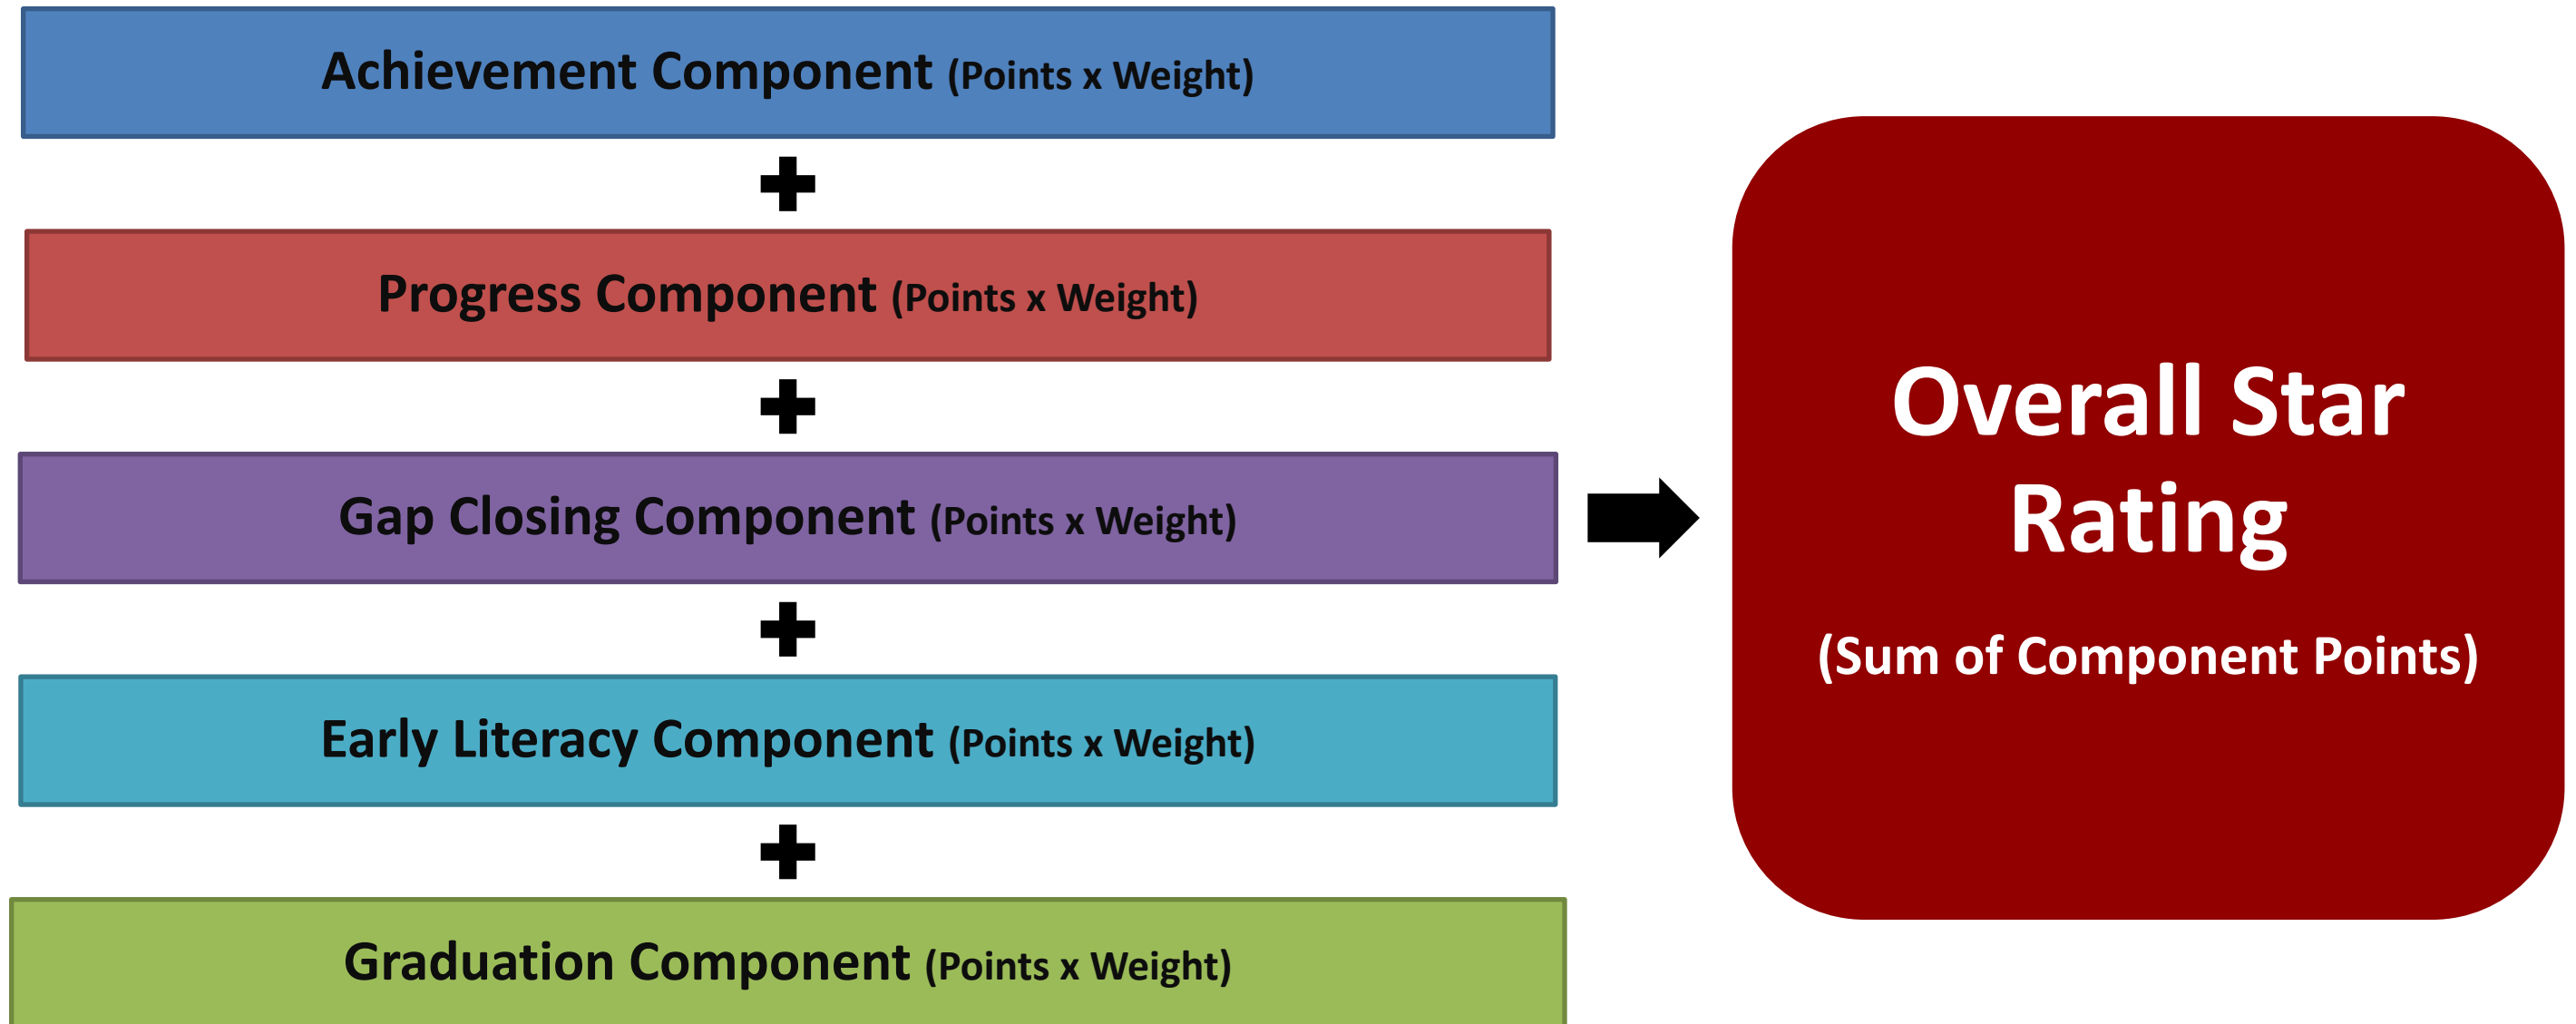 Achievement Component (Points x Weight)
Progress Component (Points x Weight)
Gap Closing Component (Points x Weight)
Early Literacy Component (Points x Weight)
Graduation Component (Points x Weight)
Overall Star
Rating
(Sum of Component Points)